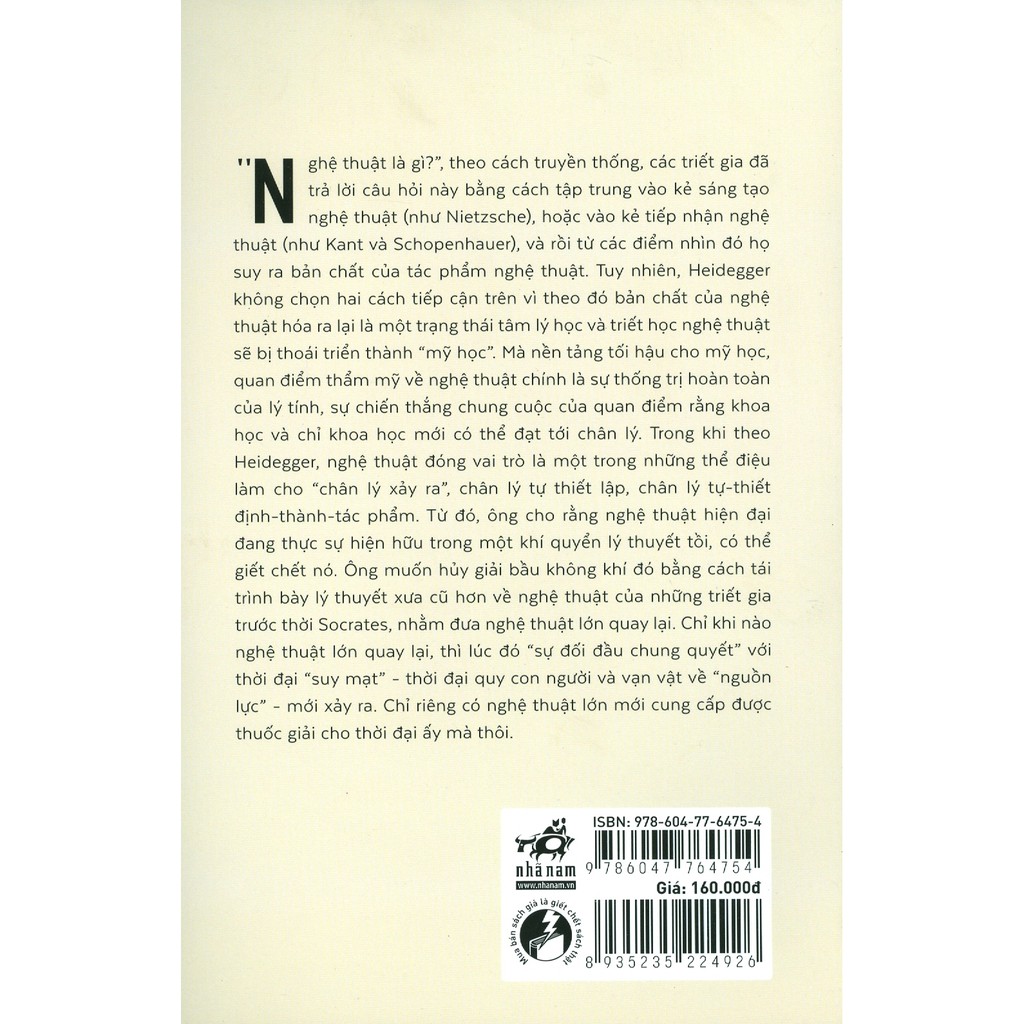 "Nghệ thuật là gì?", theo cách truyền thống, các triết gia đã
trả lời câu hỏi này bằng cách tập trung vào kẻ sáng tạo
nghệ thuật (như Nietzsche), hoặc vào kẻ tiếp nhận nghệ
thuật (như Kant và Schopenhauer), và rồi từ các điểm nhìn đó họ
suy ra bản chất của tác phẩm nghệ thuật. Tuy nhiên, Heidegger
không chọn hai cách tiếp cận trên vì theo đó bản chất của nghệ
thuật hóa ra lại là một trạng thái tâm lý học và triết học nghệ thuật
sẽ bị thoái triển thành “mỹ học”. Mà nền tảng tối hậu cho mỹ học,
quan điểm thẩm mỹ về nghệ thuật chính là sự thống trị hoàn toàn
của lý tính, sự chiến thắng chung cuộc của quan điểm rằng khoa
học và chỉ khoa học mới có thể đạt tới chân lý. Trong khi theo
Heidegger, nghệ thuật đóng vai trò là một trong những thể điệu
làm cho “chân lý xảy ra”, chân lý tự thiết lập, chân lý tự-thiết
định-thành-tác phẩm. Từ đó, ông cho rằng nghệ thuật hiện đại
đang thực sự hiện hữu trong một khí quyển lý thuyết tồi, có thể
giết chết nó. Ông muốn hủy giải bầu không khí đó bằng cách tái
trình bày lý thuyết xưa cũ hơn về nghệ thuật của những triết gia
trước thời Socrates, nhằm đưa nghệ thuật lớn quay lại. Chỉ khi nào
nghệ thuật lớn quay lại, thì lúc đó “sự đối đầu chung quyết” với
thời đại “suy mạt” – thời đại quy con người và vạn vật về “nguồn
lực” – mới xảy ra. Chỉ riêng có nghệ thuật lớn mới cung cấp được
thuốc giải cho thời đại ấy mà thôi.
ISBN: 978-604-77-6475-4
9 786047 764754
nhã nam
www.nhanam.vn
Giá: 160.000đ
Mua bán sách giả là giết chết sách thật
8 935235 224926